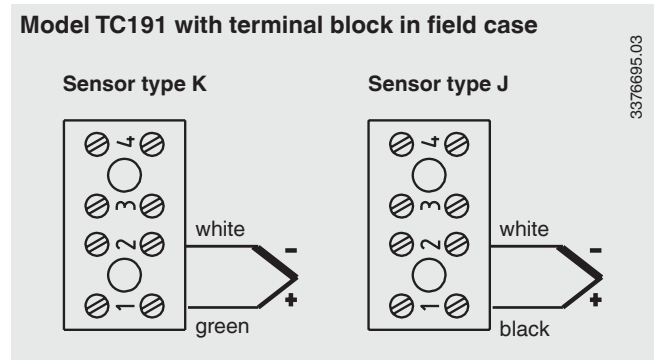 Model TC191 with terminal block in field case
3376695.03
Sensor type K
Sensor type J
4
3
2
1
white
-
+
green
4
3
2
1
white
-
+
black